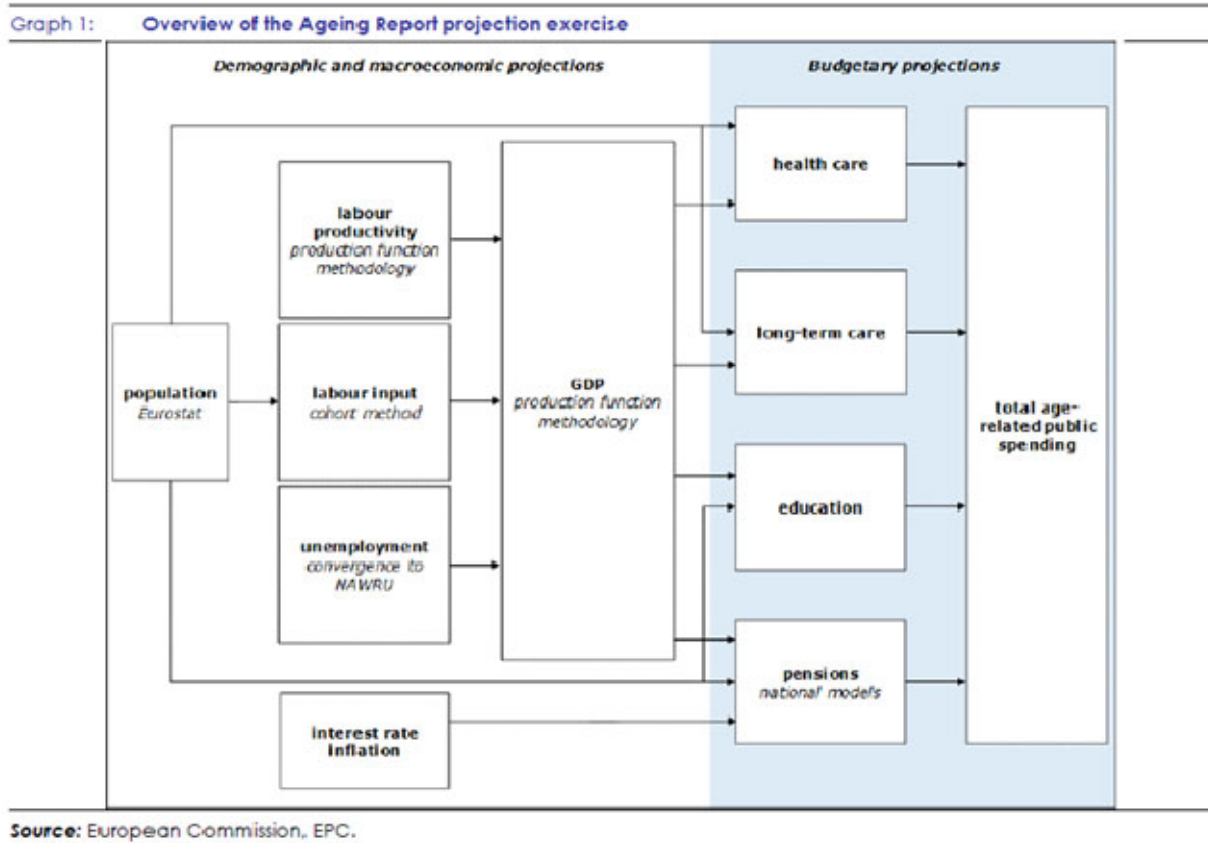 Graph 1: Overview of the Ageing Report projection exercise
Demographic and macroeconomic projections
Budgetary projections
population
Eurostat
labour
productivity
production function
methodology
labour input
cohort method
unemployment
convergence to
NAWRU
interest rate
inflation
GDP
production function
methodology
health care
long-term care
education
pensions
national models
total age-
related public
spending
Source: European Commission, EPC.